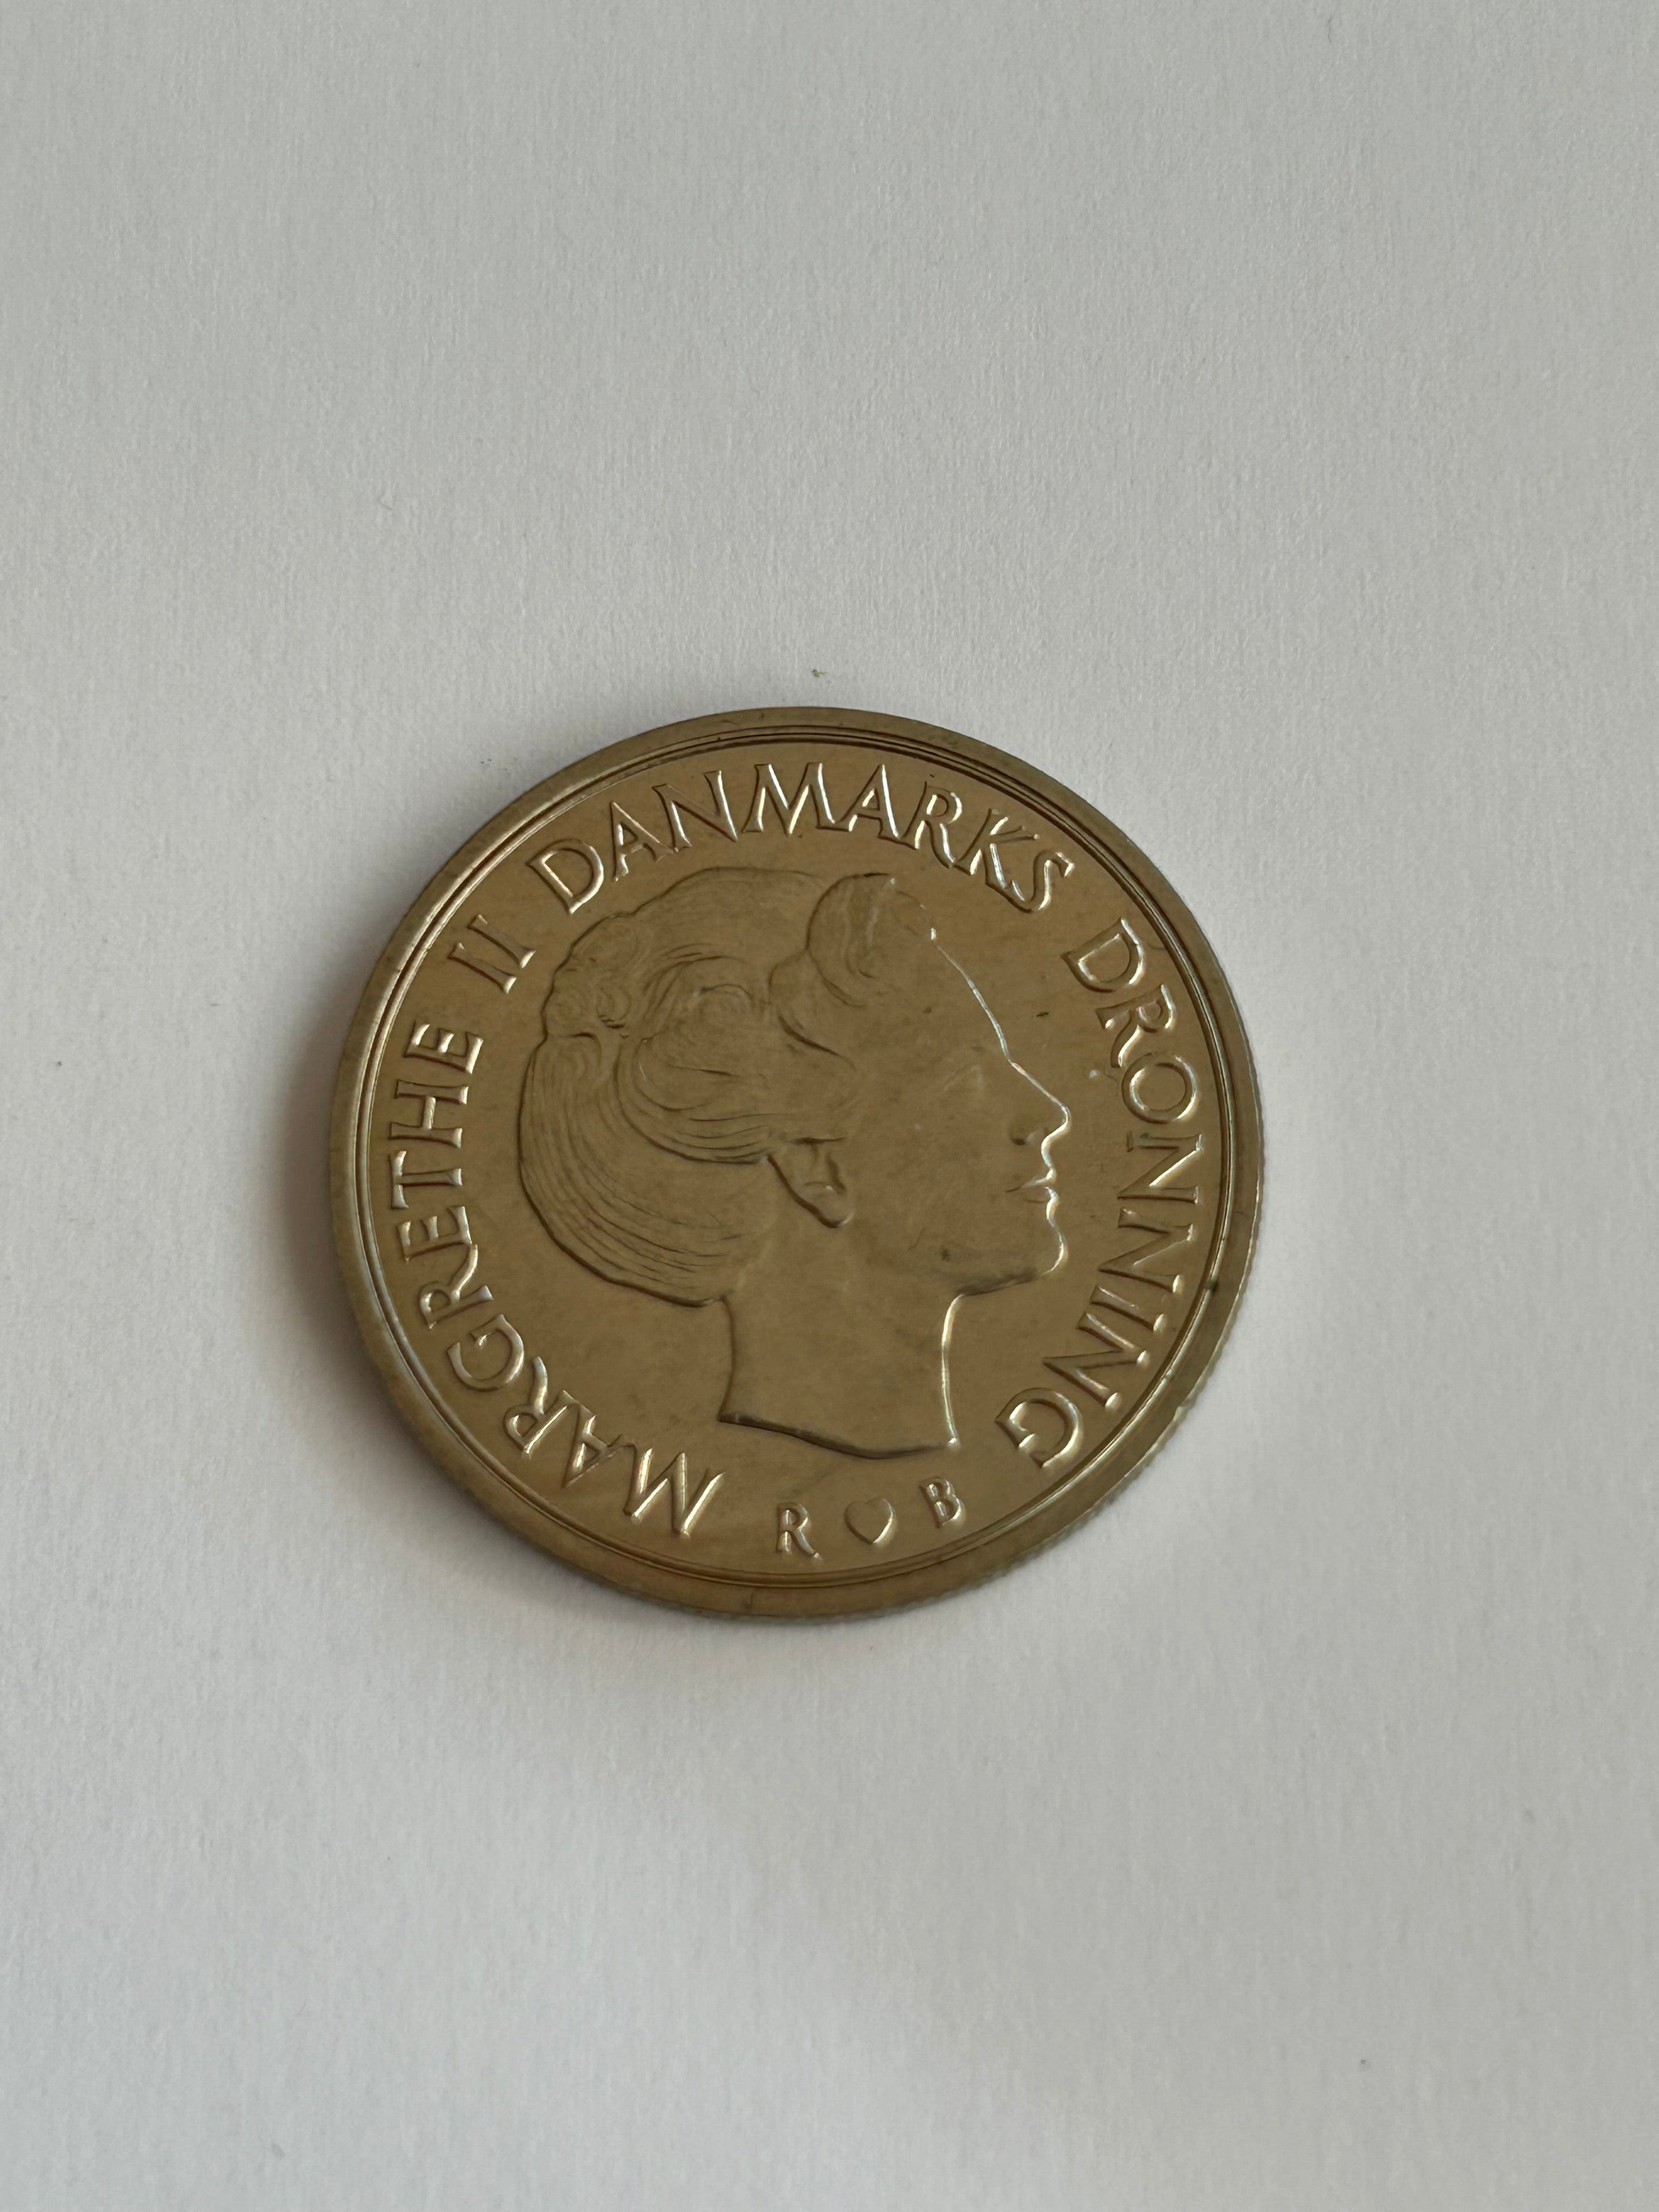 MARGRETHE II DANMARKS DRONNING
R ♥ B